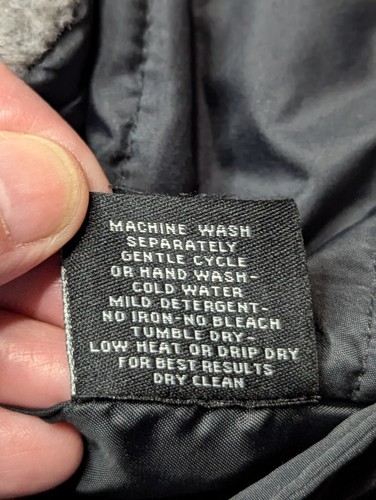 MACHINE WASH
SEPARATELY
GENTLE CYCLE
OR HAND WASH-
COLD WATER
MILD DETERGENT-
NO IRON-NO BLEACH
TUMBLE DRY-
LOW HEAT OR DRIP DRY
FOR BEST RESULTS
DRY CLEAN